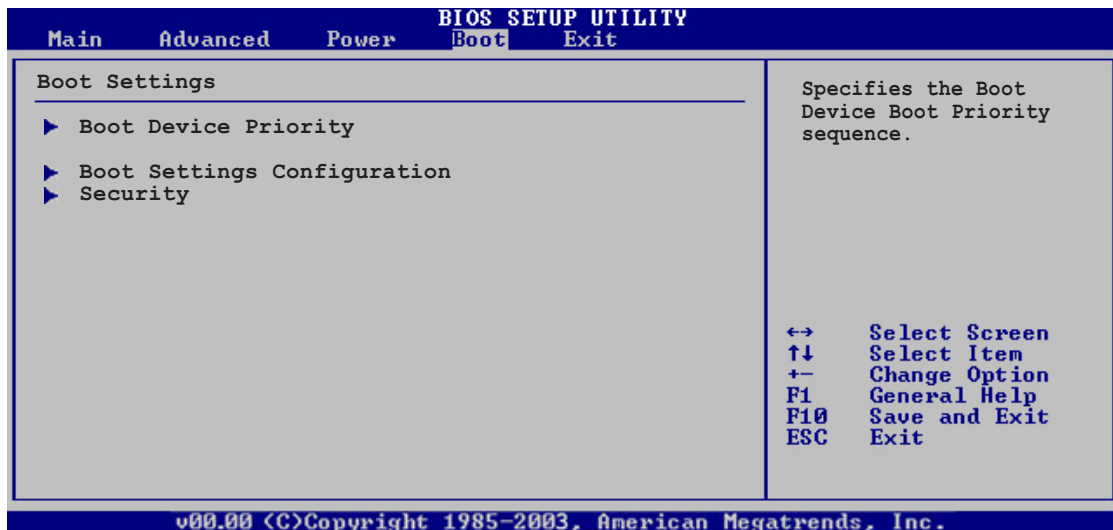 BIOS SETUP UTILITY
Main Advanced Power Boot Exit
Boot Settings
Boot Device Priority
Boot Settings Configuration
Security
Specifies the Boot
Device Boot Priority
sequence.
←→ Select Screen
↑↓ Select Item
+- Change Option
F1 General Help
F10 Save and Exit
ESC Exit
v00.00 (C)Copyright 1985-2003, American Megatrends, Inc.